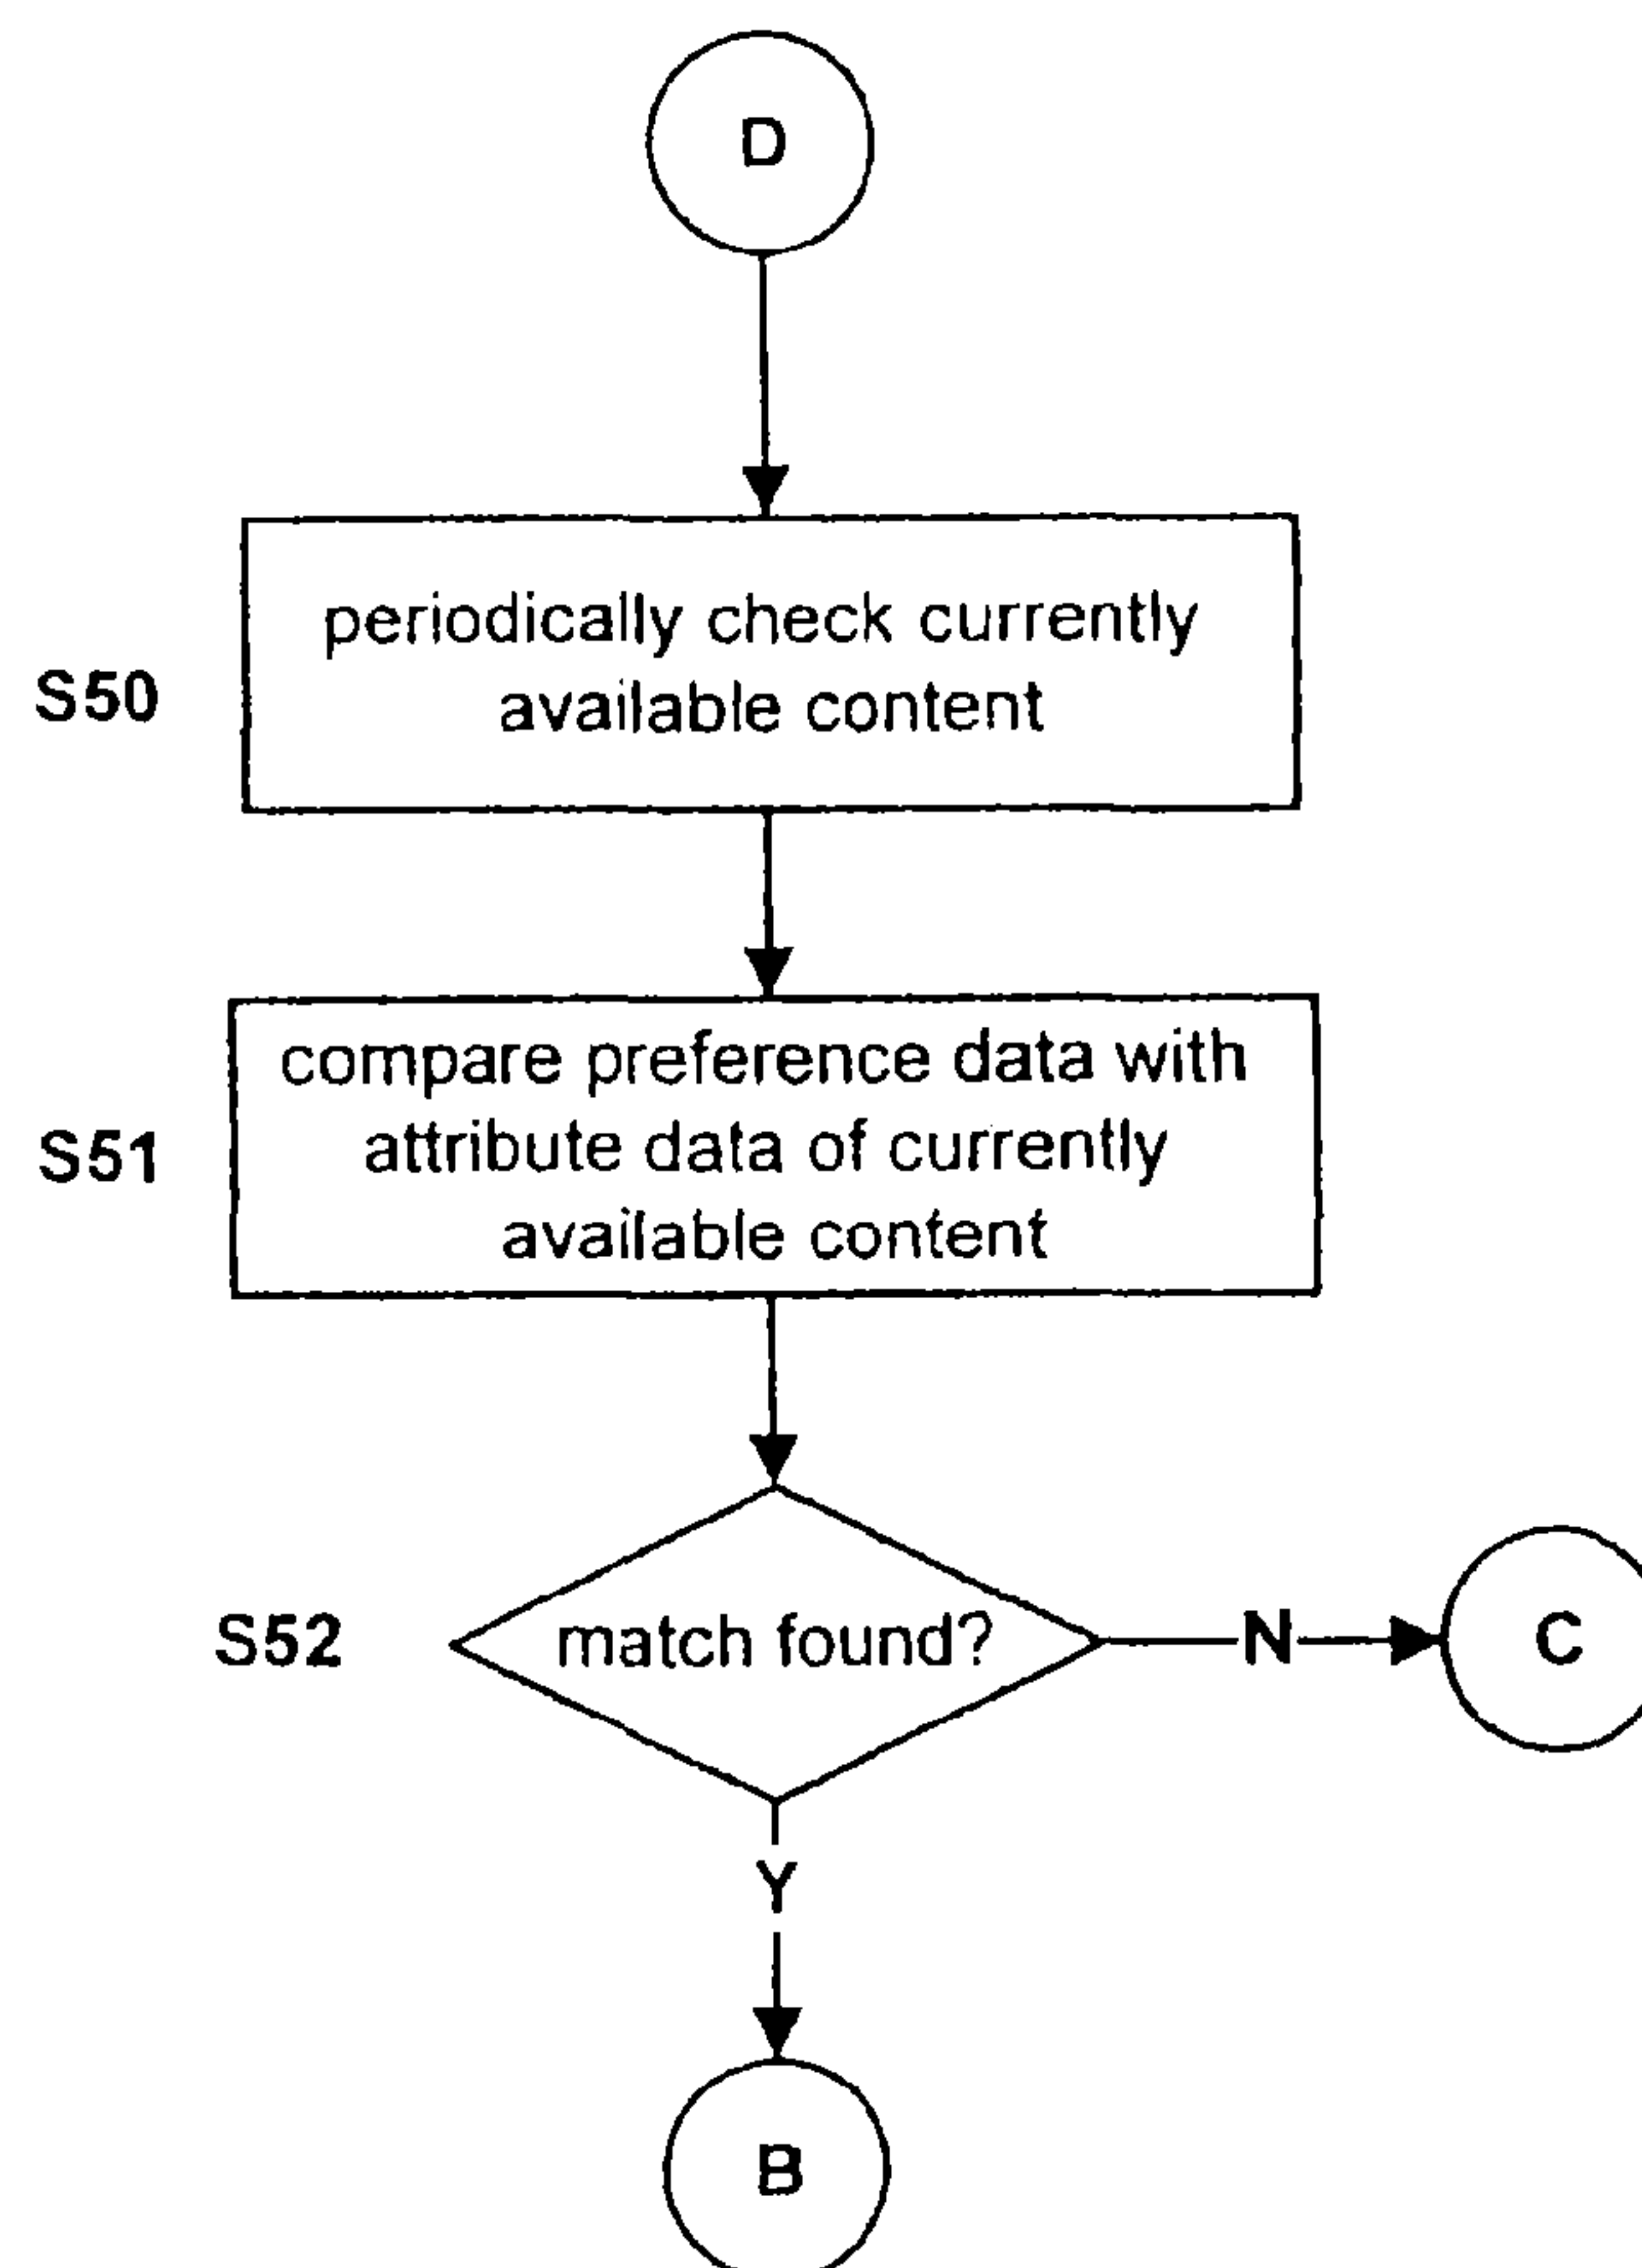 D
periodically check currently
available content
S50
compare preference data with
attribute data of currently
available content
S51
S52
match found?
N
C
Y
B